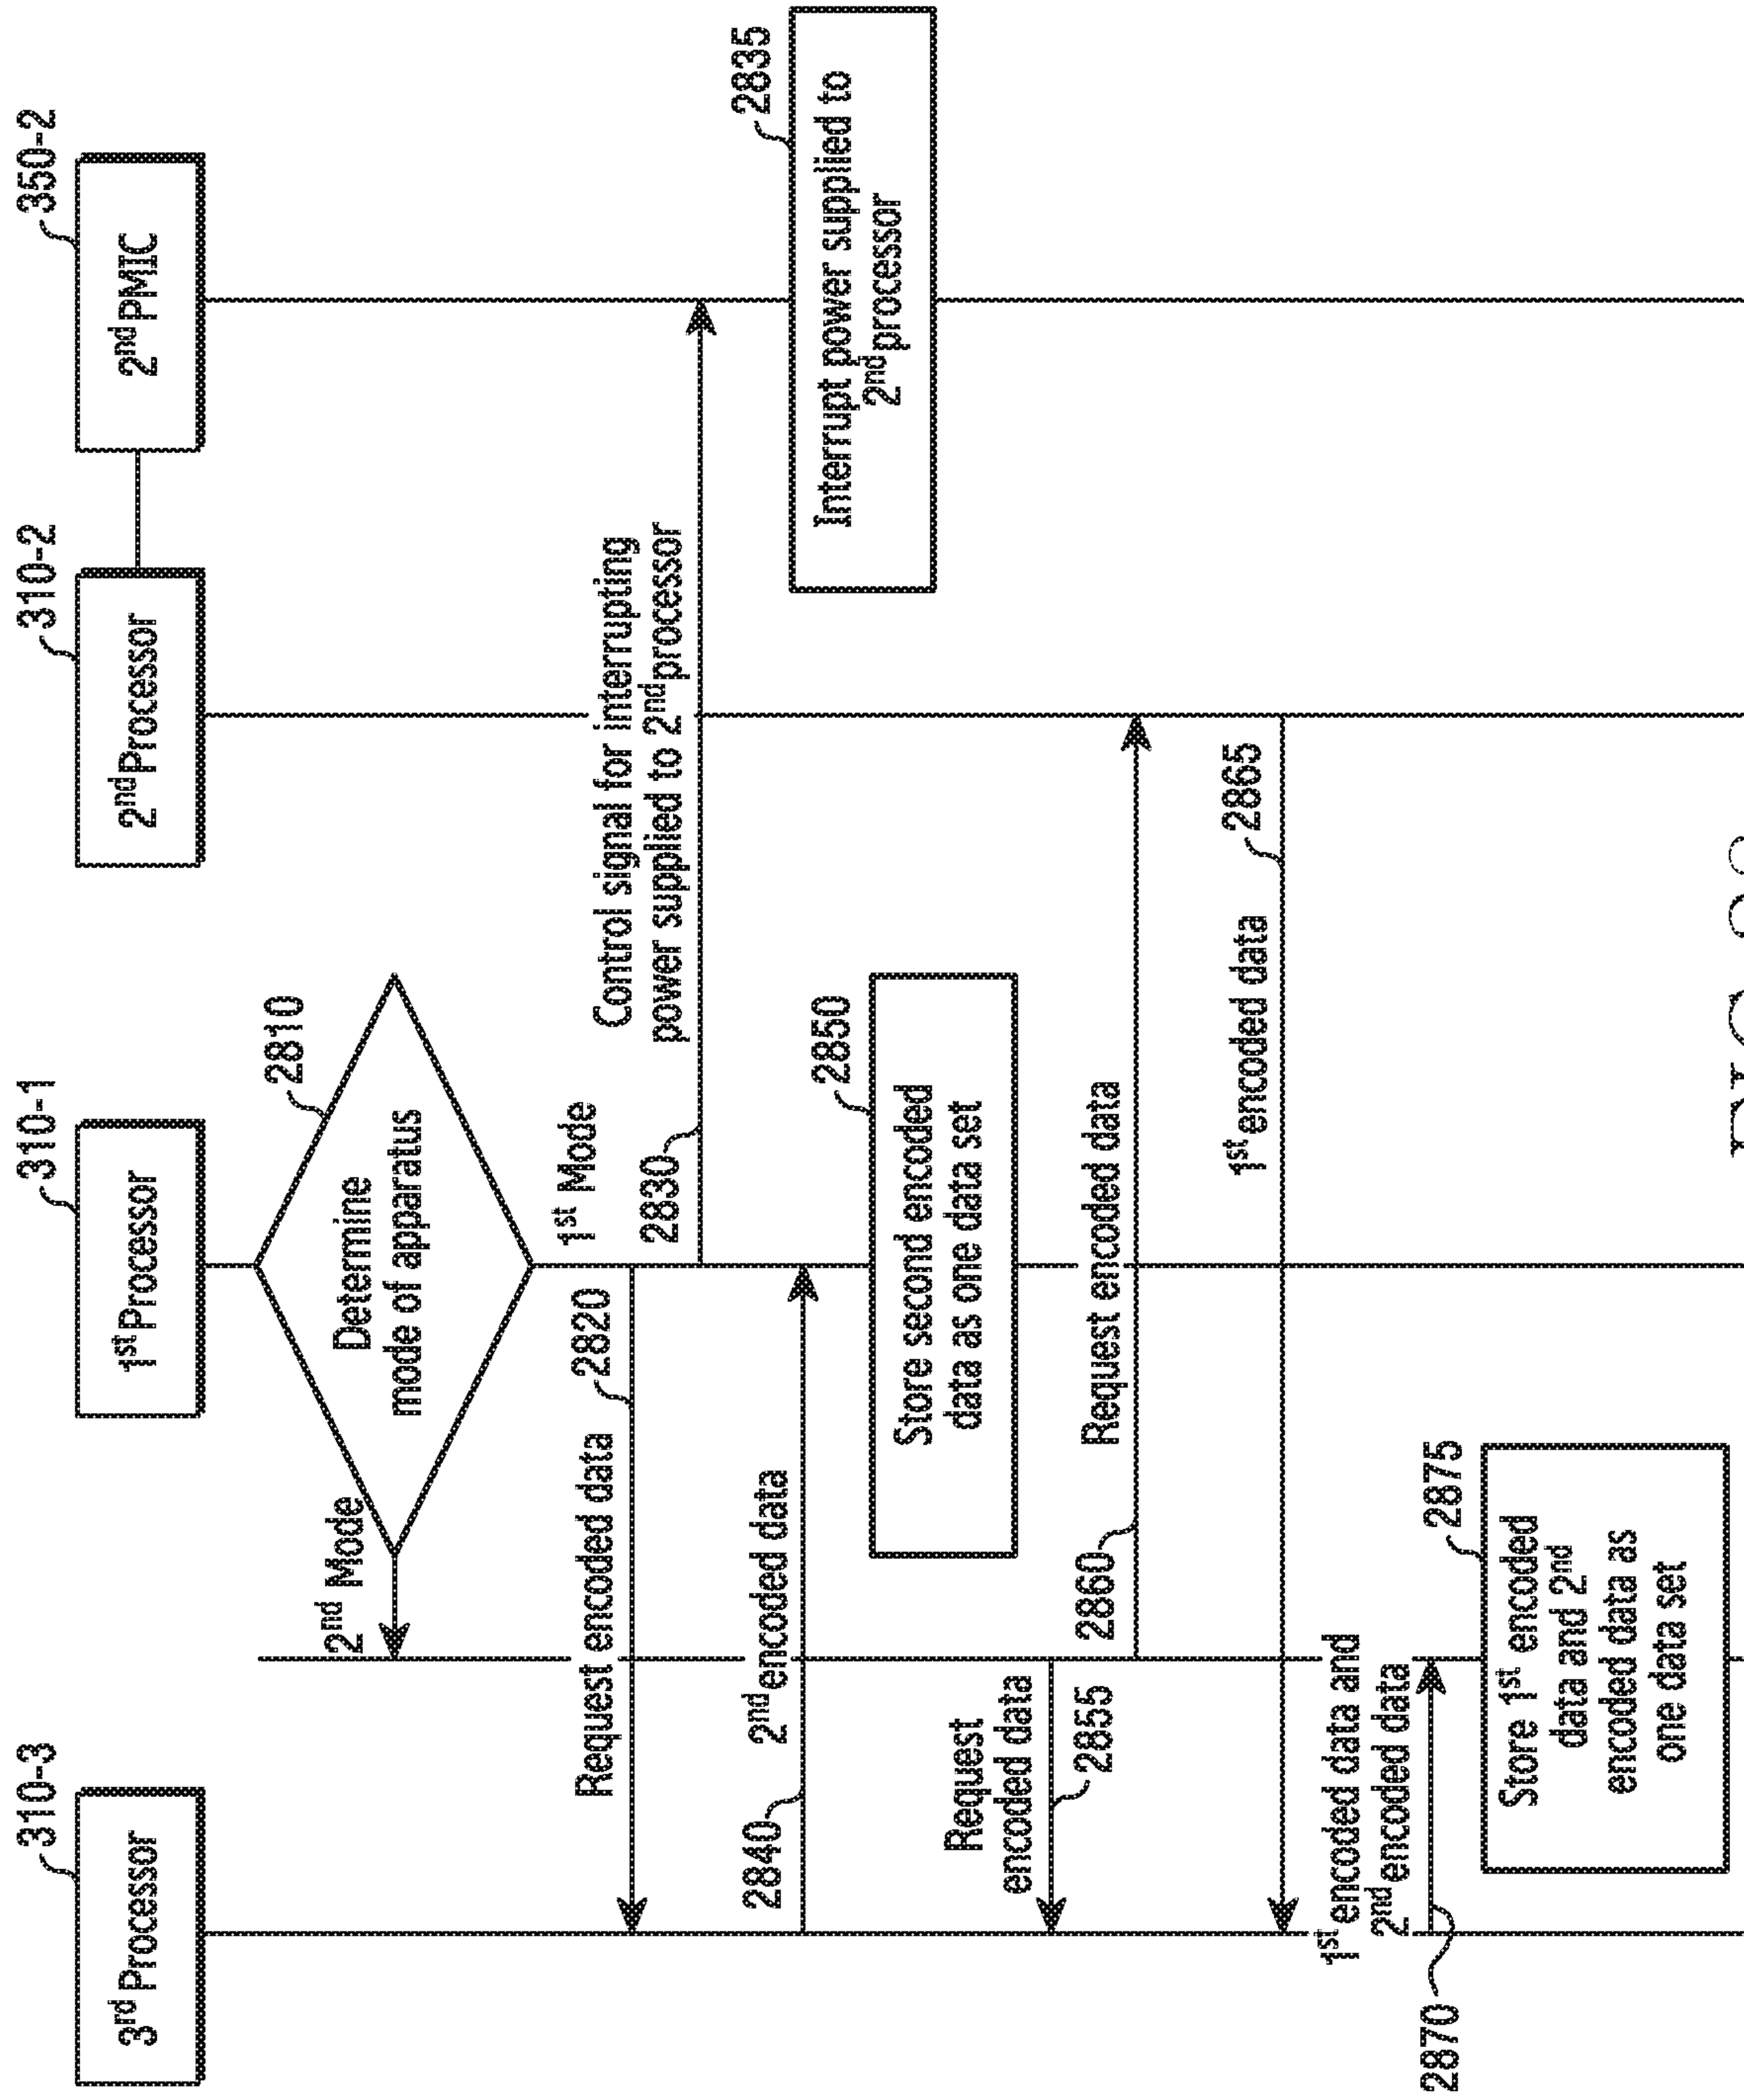 310-3
310-1
310-2
350-2
3rd Processor
1st Processor
2nd Processor
2nd PMIC
2nd Mode
2810
Determine
mode of apparatus
1st Mode
Request encoded data
2820
Control signal for interrupting
power supplied to 2nd processor
2830
2835
Interrupt power supplied to
2nd processor
2840
2nd encoded data
2850
Store second encoded
data as one data set
Request
encoded data
2855
2860
Request encoded data
1st encoded data
2865
1st encoded data and
2nd encoded data
2870
2875
Store 1st encoded
data and 2nd
encoded data as
one data set